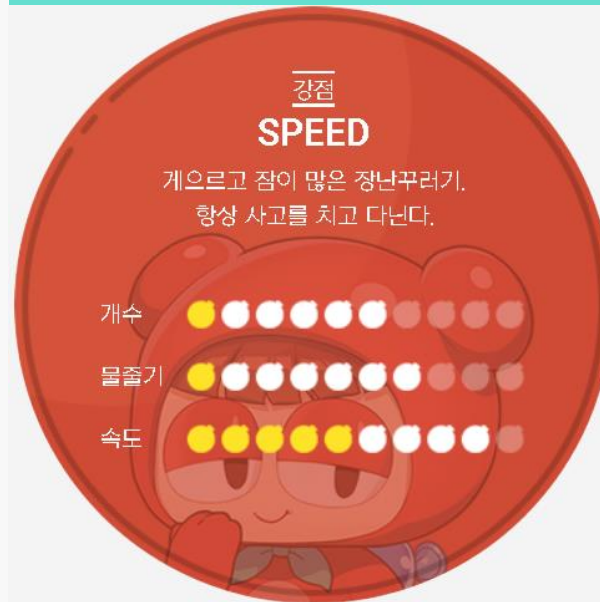 강점
SPEED
게으르고 잠이 많은 장난꾸러기.
항상 사고를 치고 다닌다.
개수
물줄기
속도